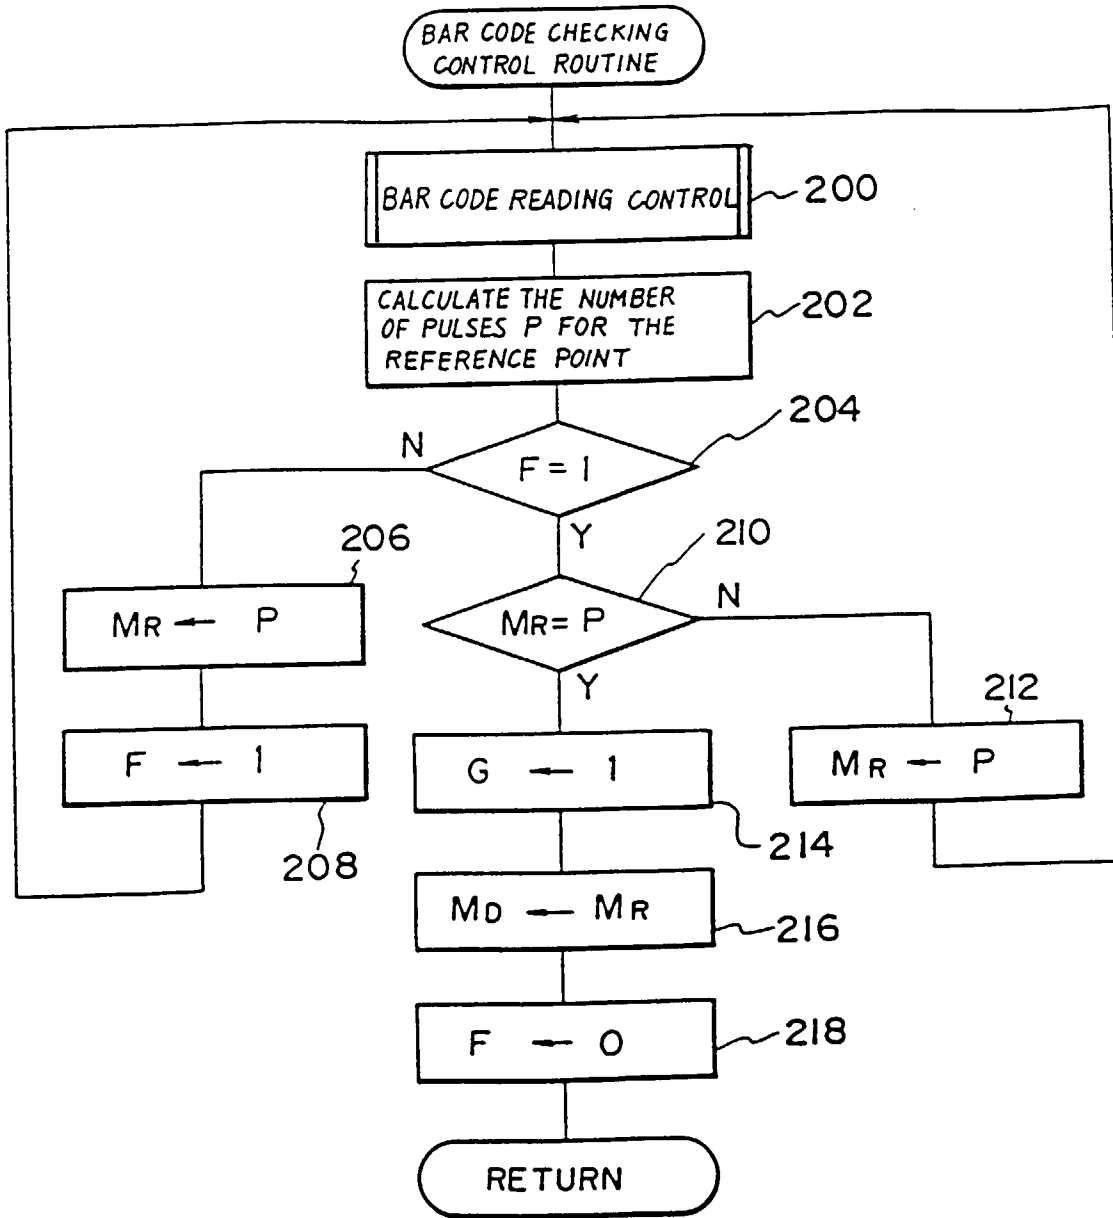 BAR CODE CHECKING
CONTROL ROUTINE
BAR CODE READING CONTROL
200
CALCULATE THE NUMBER
OF PULSES P FOR THE
REFERENCE POINT
202
204
N
F = 1
Y
210
206
MR ← P
MR = P
N
Y
212
F ← 1
208
G ← 1
214
MR ← P
MD ← MR
216
F ← 0
218
RETURN